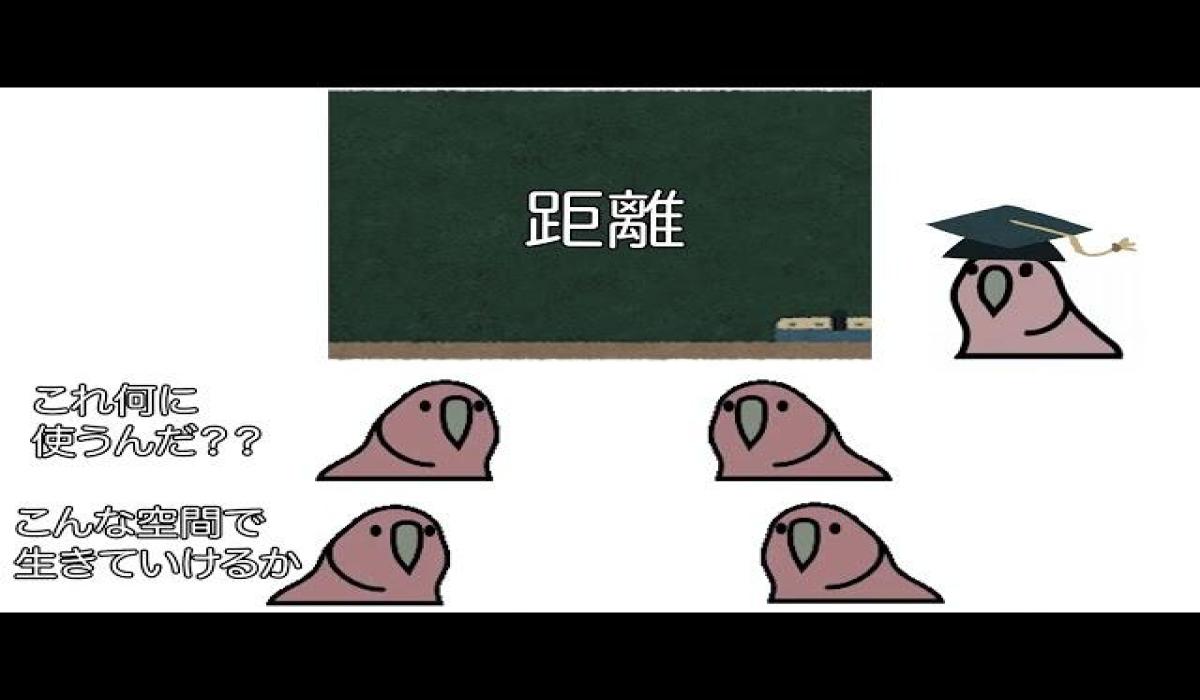 距離
これ何に
使うんだ？？
こんな空間で
生きていけるか